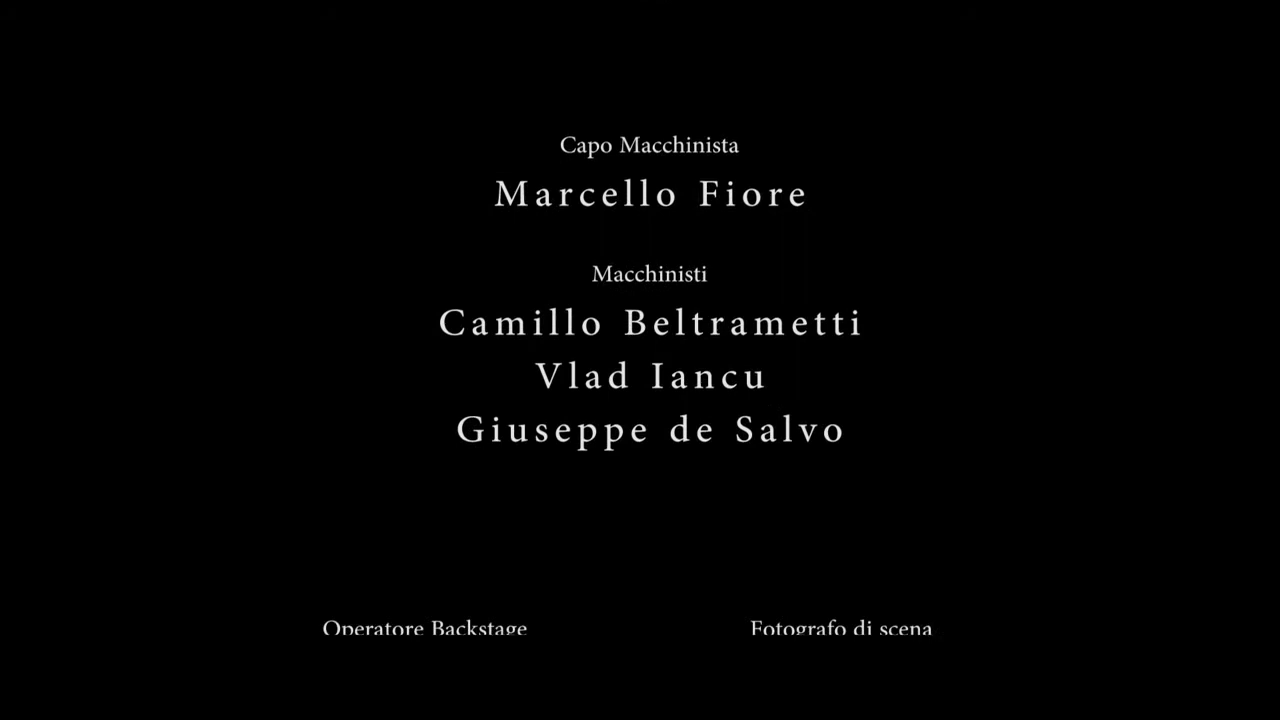 Capo Macchinista
Marcello Fiore
Macchinisti
Camillo Beltrametti
Vlad Iancu
Giuseppe de Salvo
Operatore Backstage
Fotografo di scena